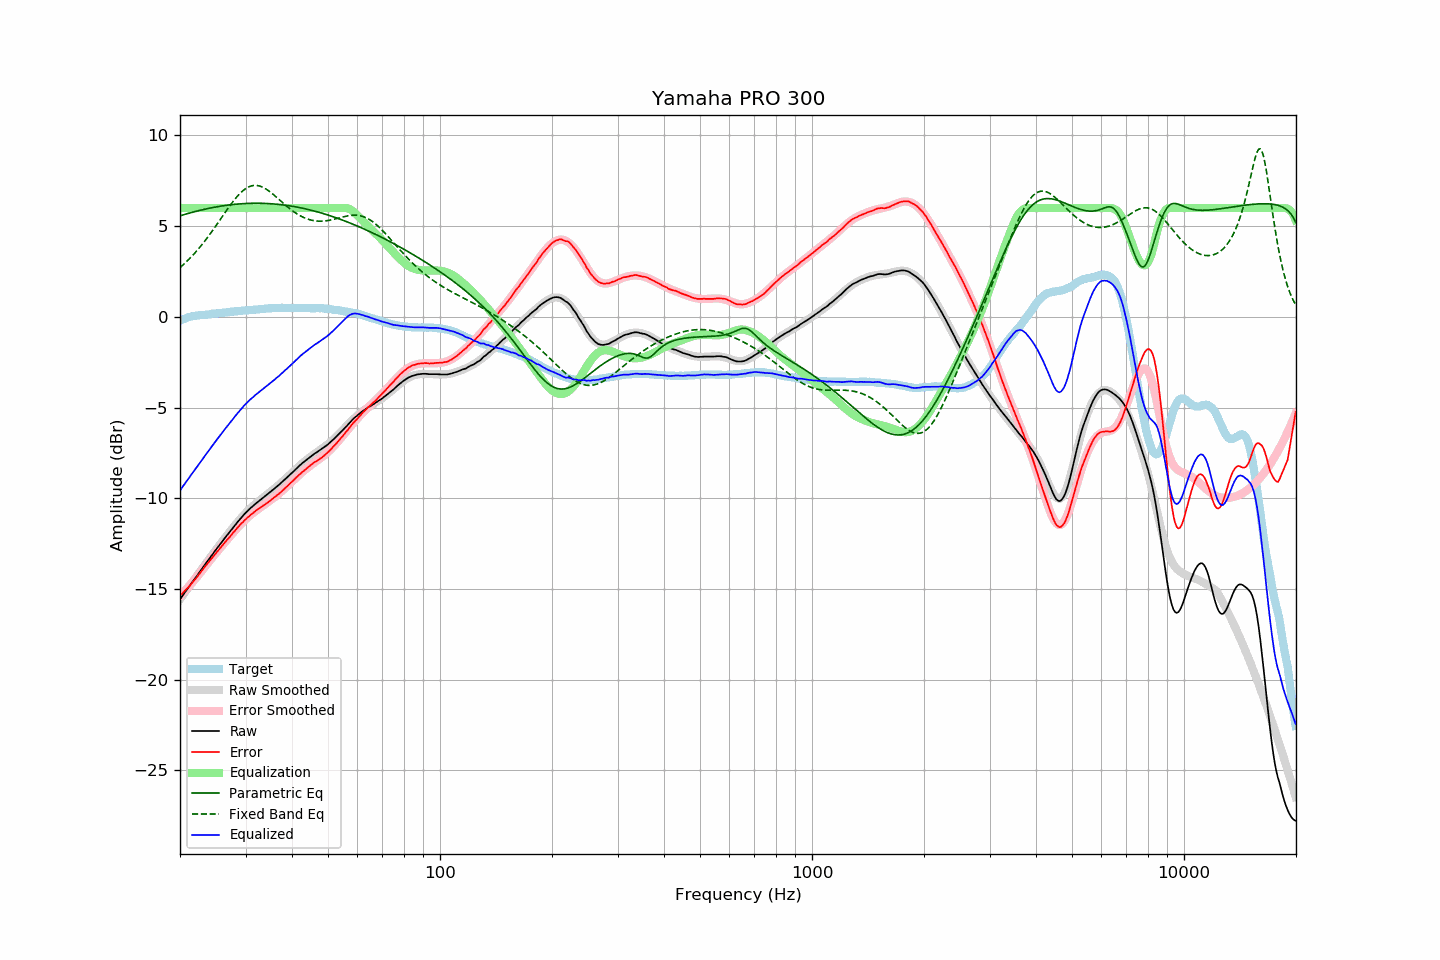 Yamaha PRO 300
10
5
0
−5
−10
−15
−20
−25
Amplitude (dBr)
Target
Raw Smoothed
Error Smoothed
Raw
Error
Equalization
Parametric Eq
Fixed Band Eq
Equalized
100
1000
10000
Frequency (Hz)